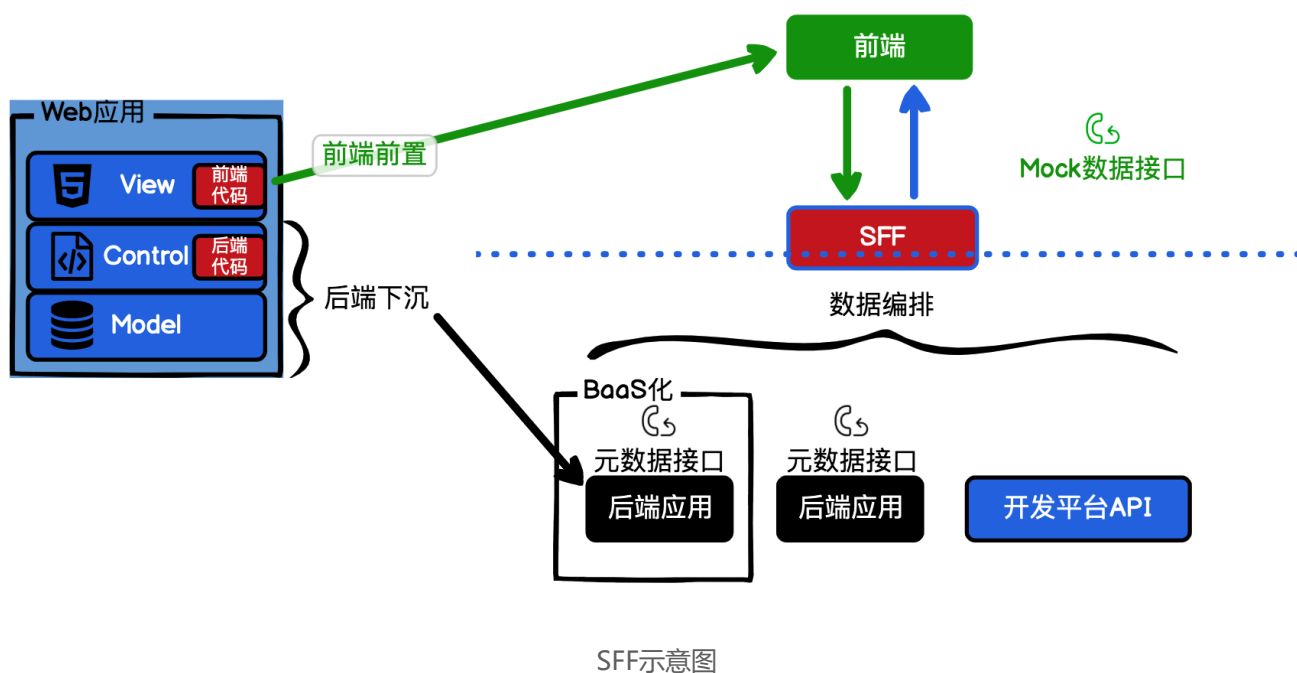 前端
Web应用
前端前置
View
前端
代码
Mock数据接口
Control
后端
代码
SFF
Model
后端下沉
数据编排
BaaS化
元数据接口
后端应用
元数据接口
后端应用
开发平台API
SFF示意图